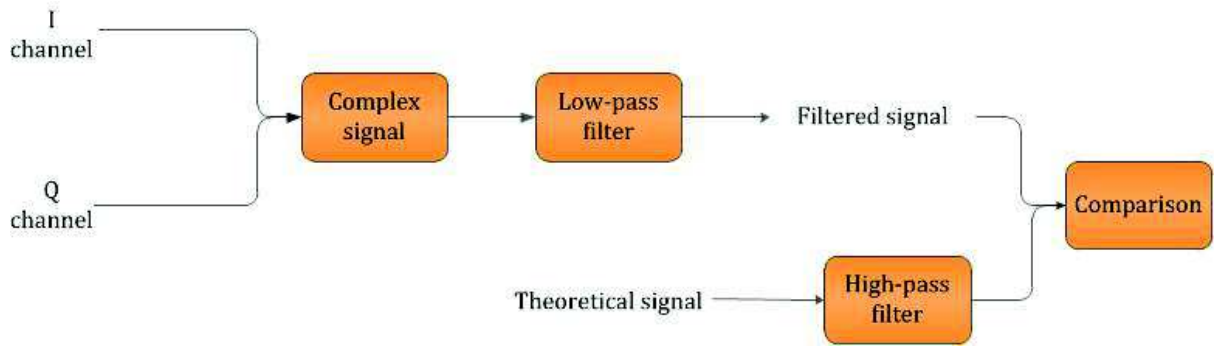 I
channel
Complex
signal
Low-pass
filter
Filtered signal
Q
channel
Comparison
Theoretical signal
High-pass
filter